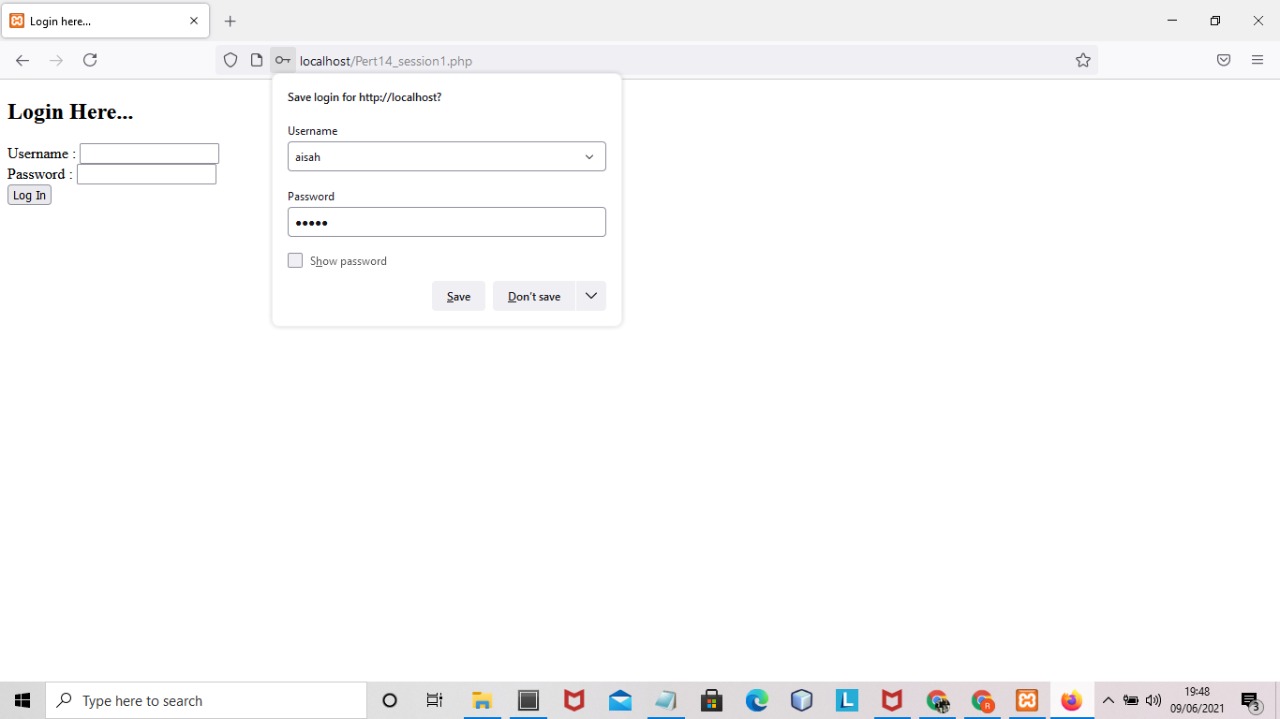 Login here...
localhost/Pert14_session1.php
Save login for http://localhost?
Username
aisah
Password
•••••
Show password
Save
Don't save
Login Here...
Username :
Password :
Log In
Type here to search
L
R
19:48
09/06/2021
3